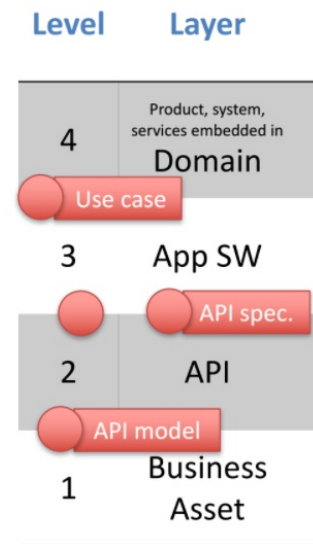 Level Layer
Product, system,
services embedded in
4 Domain
Use case
3 App SW
API spec.
2 API
API model
Business
1
Asset